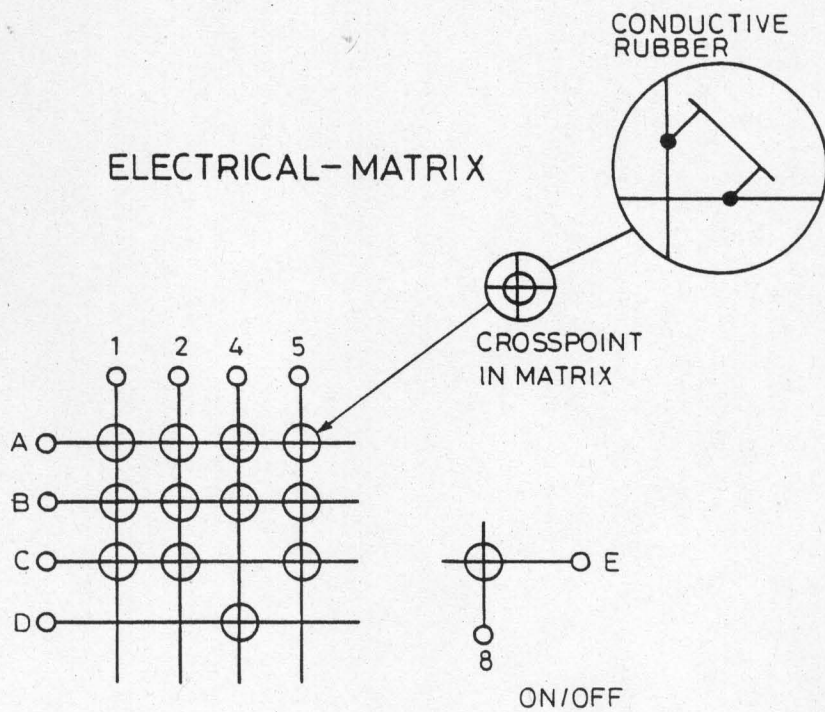 CONDUCTIVE
RUBBER
ELECTRICAL-MATRIX
CROSSPOINT
IN MATRIX
1 2 4 5
A
B
C
D
E
8
ON/OFF